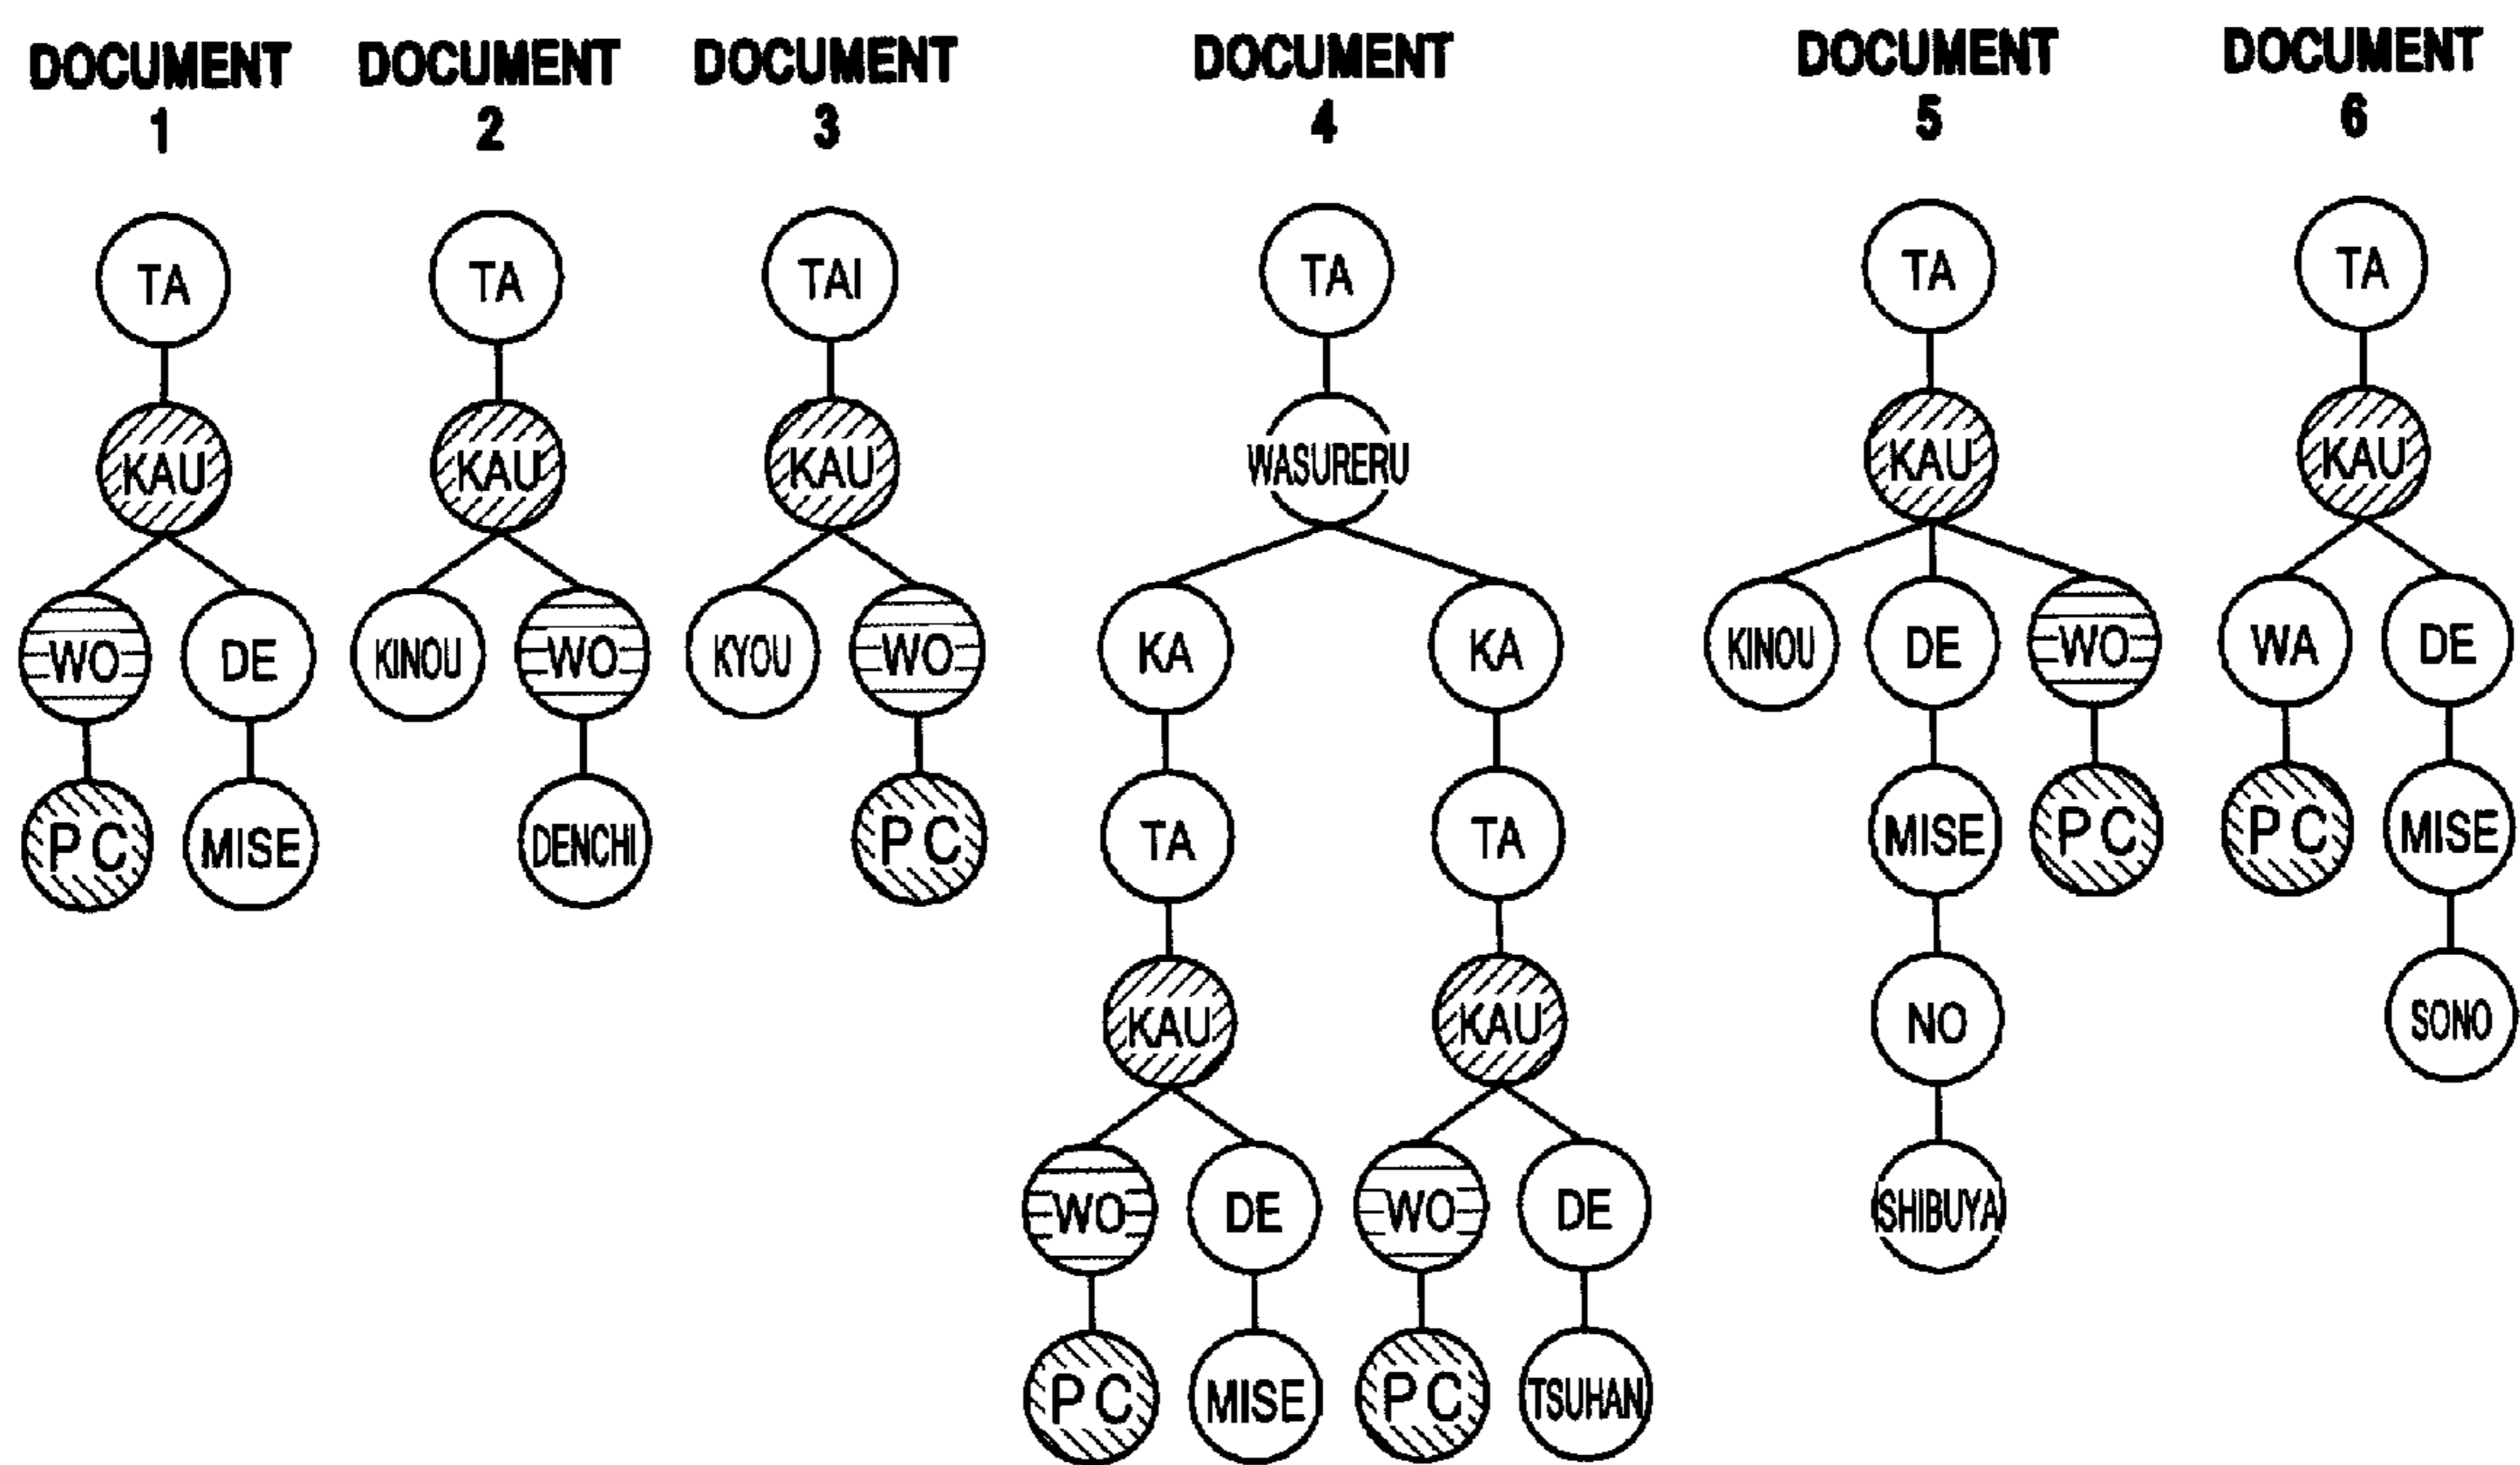 DOCUMENT 1
TA
KAU
WO DE
PC MISE
DOCUMENT 2
TA
KAU
KINOU WO
DENCHI
DOCUMENT 3
TAI
KAU
KYOU WO
PC
DOCUMENT 4
TA
WASURERU
KA KA
TA TA
KAU KAU
WO DE WO DE
PC MISE PC TSUHAN
DOCUMENT 5
TA
KAU
KINOU DE WO
MISE PC
NO
SHIBUYA
DOCUMENT 6
TA
KAU
WA DE
PC MISE
SONO